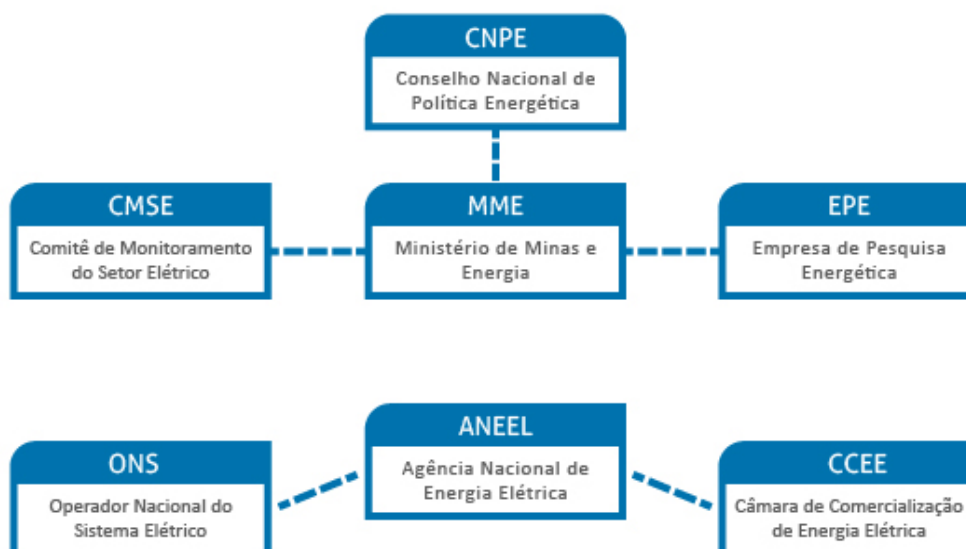 CNPE
Conselho Nacional de
Política Energética
CMSE
Comitê de Monitoramento
do Setor Elétrico
MME
Ministério de Minas e
Energia
EPE
Empresa de Pesquisa
Energética
ONS
Operador Nacional do
Sistema Elétrico
ANEEL
Agência Nacional de
Energia Elétrica
CCEE
Câmara de Comercialização
de Energia Elétrica